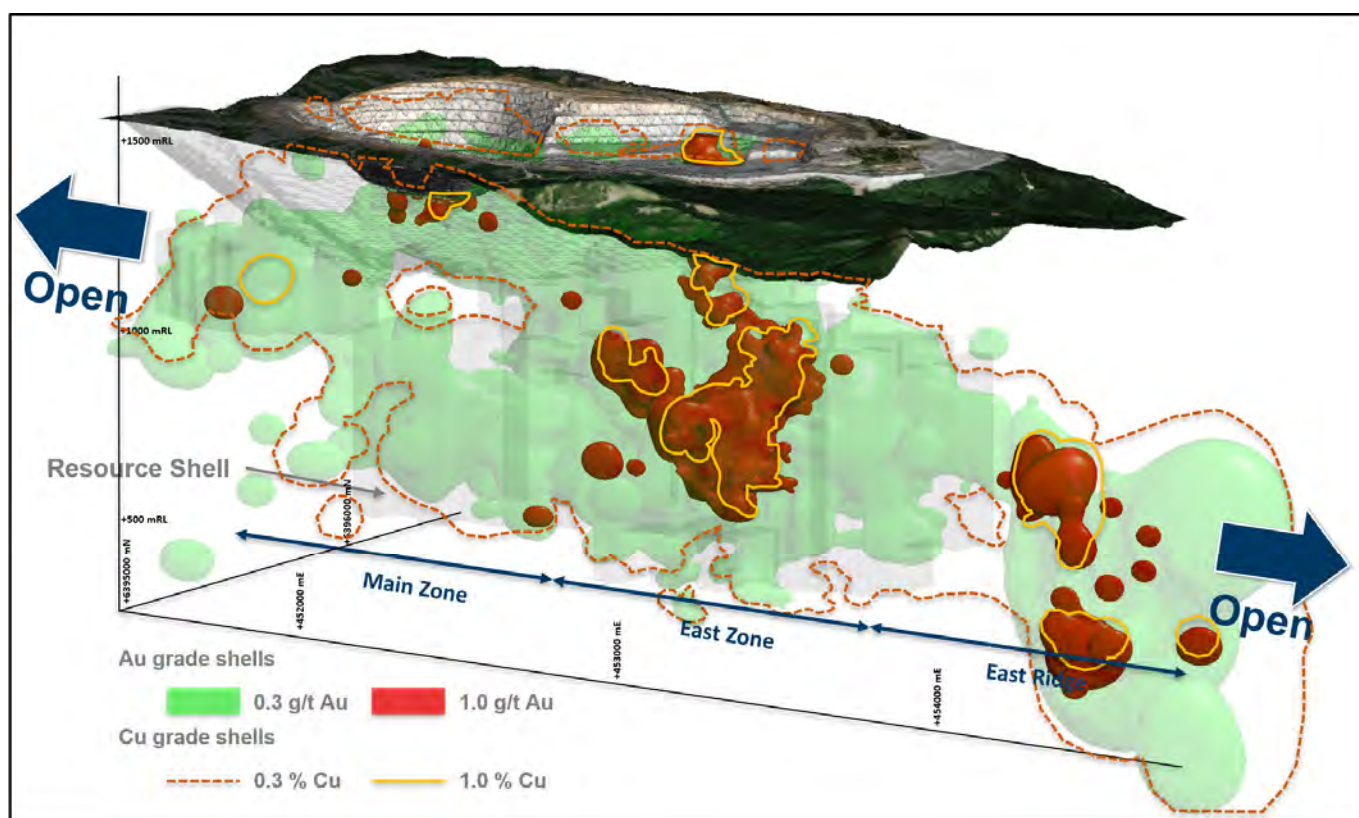 +1500 mRL
Open
+1000 mRL
Resource Shell
+500 mRL
+6395000 mN
+6396000 mN
+452000 mE
Main Zone
+453000 mE
East Zone
+454000 mE
East Ridge
Open
Au grade shells
0.3 g/t Au
1.0 g/t Au
Cu grade shells
0.3 % Cu
1.0 % Cu